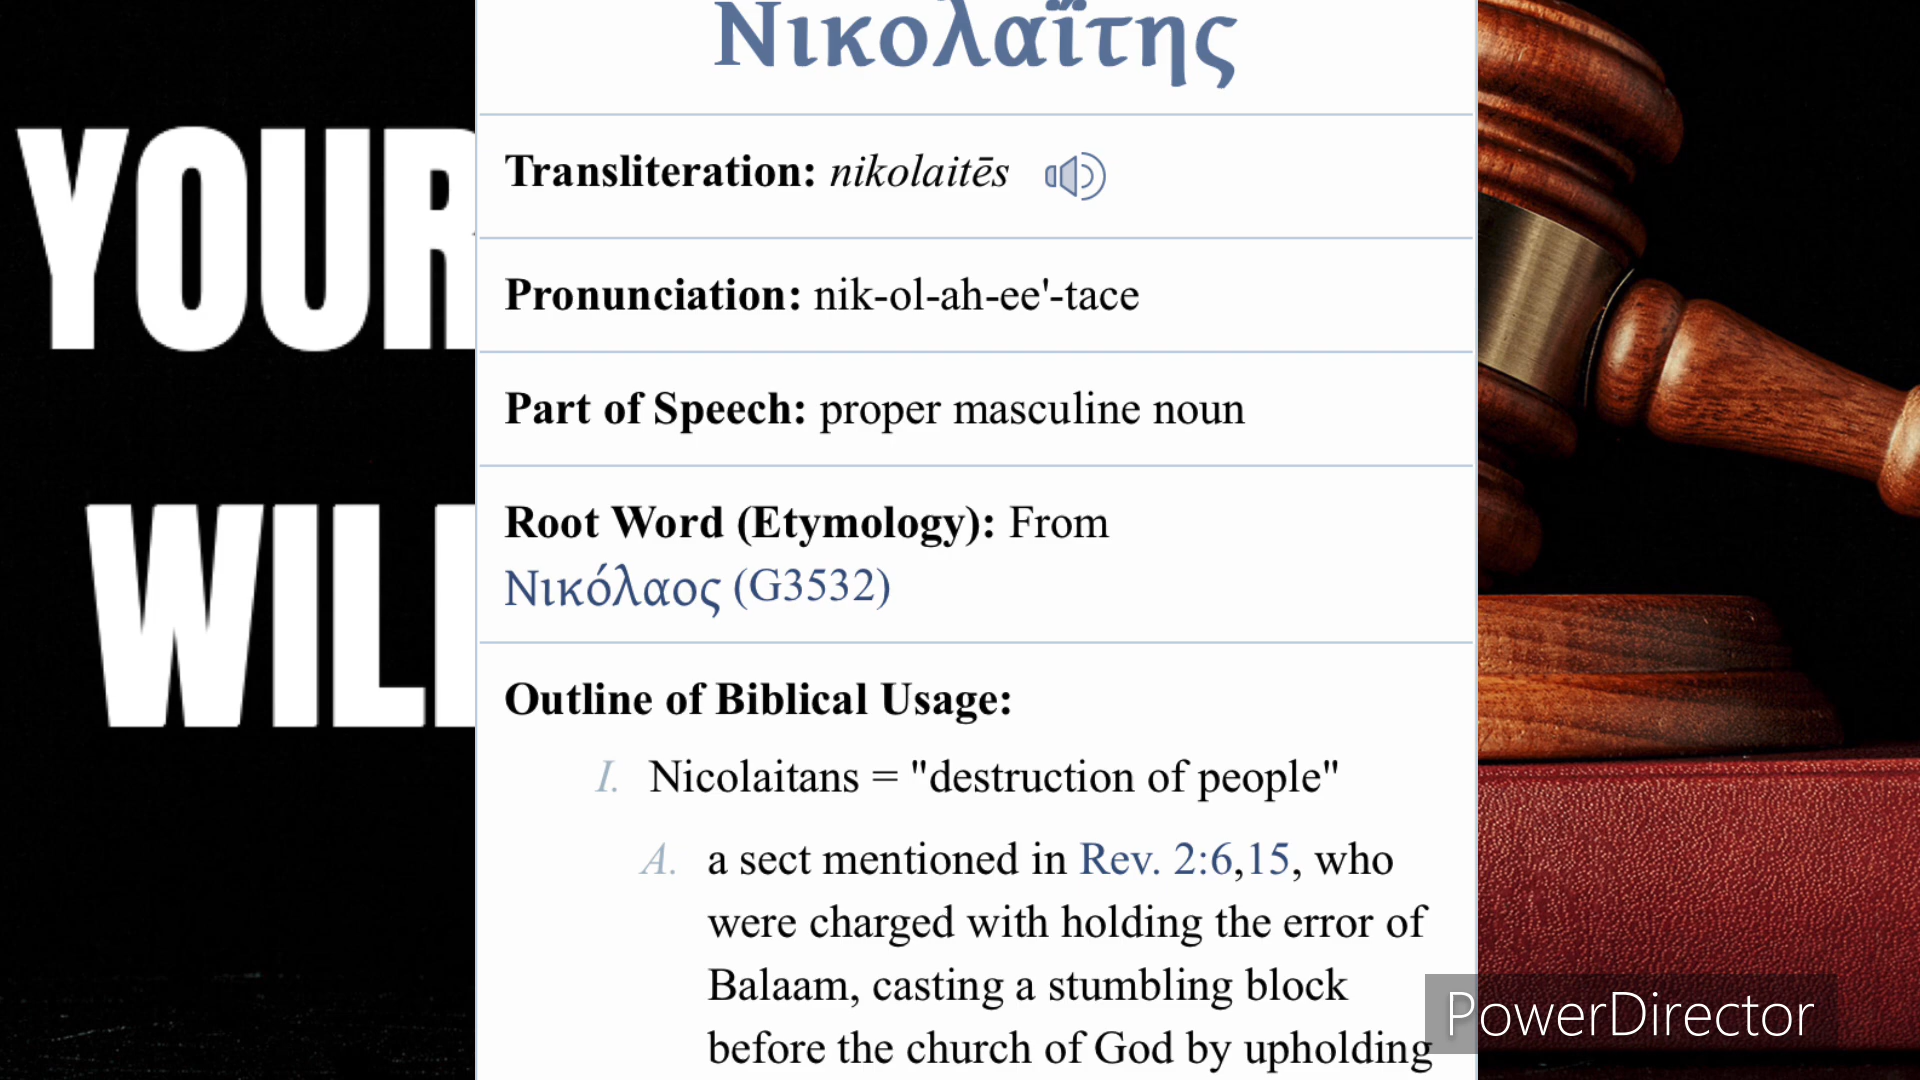 YOUR
WILL
Νικολαΐτης
Transliteration: nikolaitēs
Pronunciation: nik-ol-ah-ee'-tace
Part of Speech: proper masculine noun
Root Word (Etymology): From
Νικόλαος (G3532)
Outline of Biblical Usage:
I. Nicolaitans = "destruction of people"
A. a sect mentioned in Rev. 2:6,15, who
were charged with holding the error of
Balaam, casting a stumbling block
before the church of God by upholding
PowerDirector